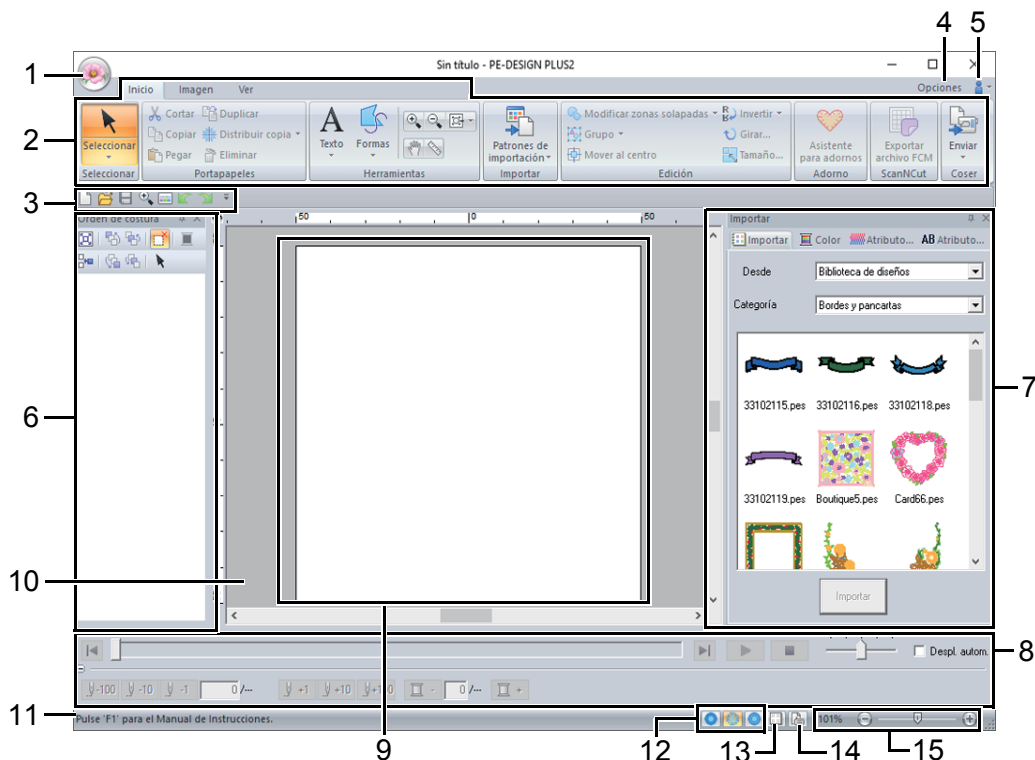 4 5
Sin título - PE-DESIGN PLUS2
1
Inicio Imagen Ver Opciones
2
Seleccionar
Cortar Duplicar
Copiar Distribuir copia
Pegar Eliminar
Texto Formas
Patrones de importación
Modificar zonas solapadas Invertir
Grupo Girar...
Mover al centro Tamaño...
Asistente para adornos
Exportar archivo FCM
Enviar
Seleccionar Portapapeles Herramientas Importar Edición Adorno ScanNCut Coser
3
Orden de costura
50 0 50
Importar
Importar Color Atributo... AB Atributo...
Desde Biblioteca de diseños
Categoría Bordes y pancartas
33102115.pes 33102116.pes 33102118.pes
6
7
33102119.pes Boutique5.pes Card66.pes
10
Importar
8
Despl. autom.
-100 -10 -1 0/--- +1 +10 0/--- - +
11
Pulse 'F1' para el Manual de Instrucciones.
101%
9 12 13 14 15